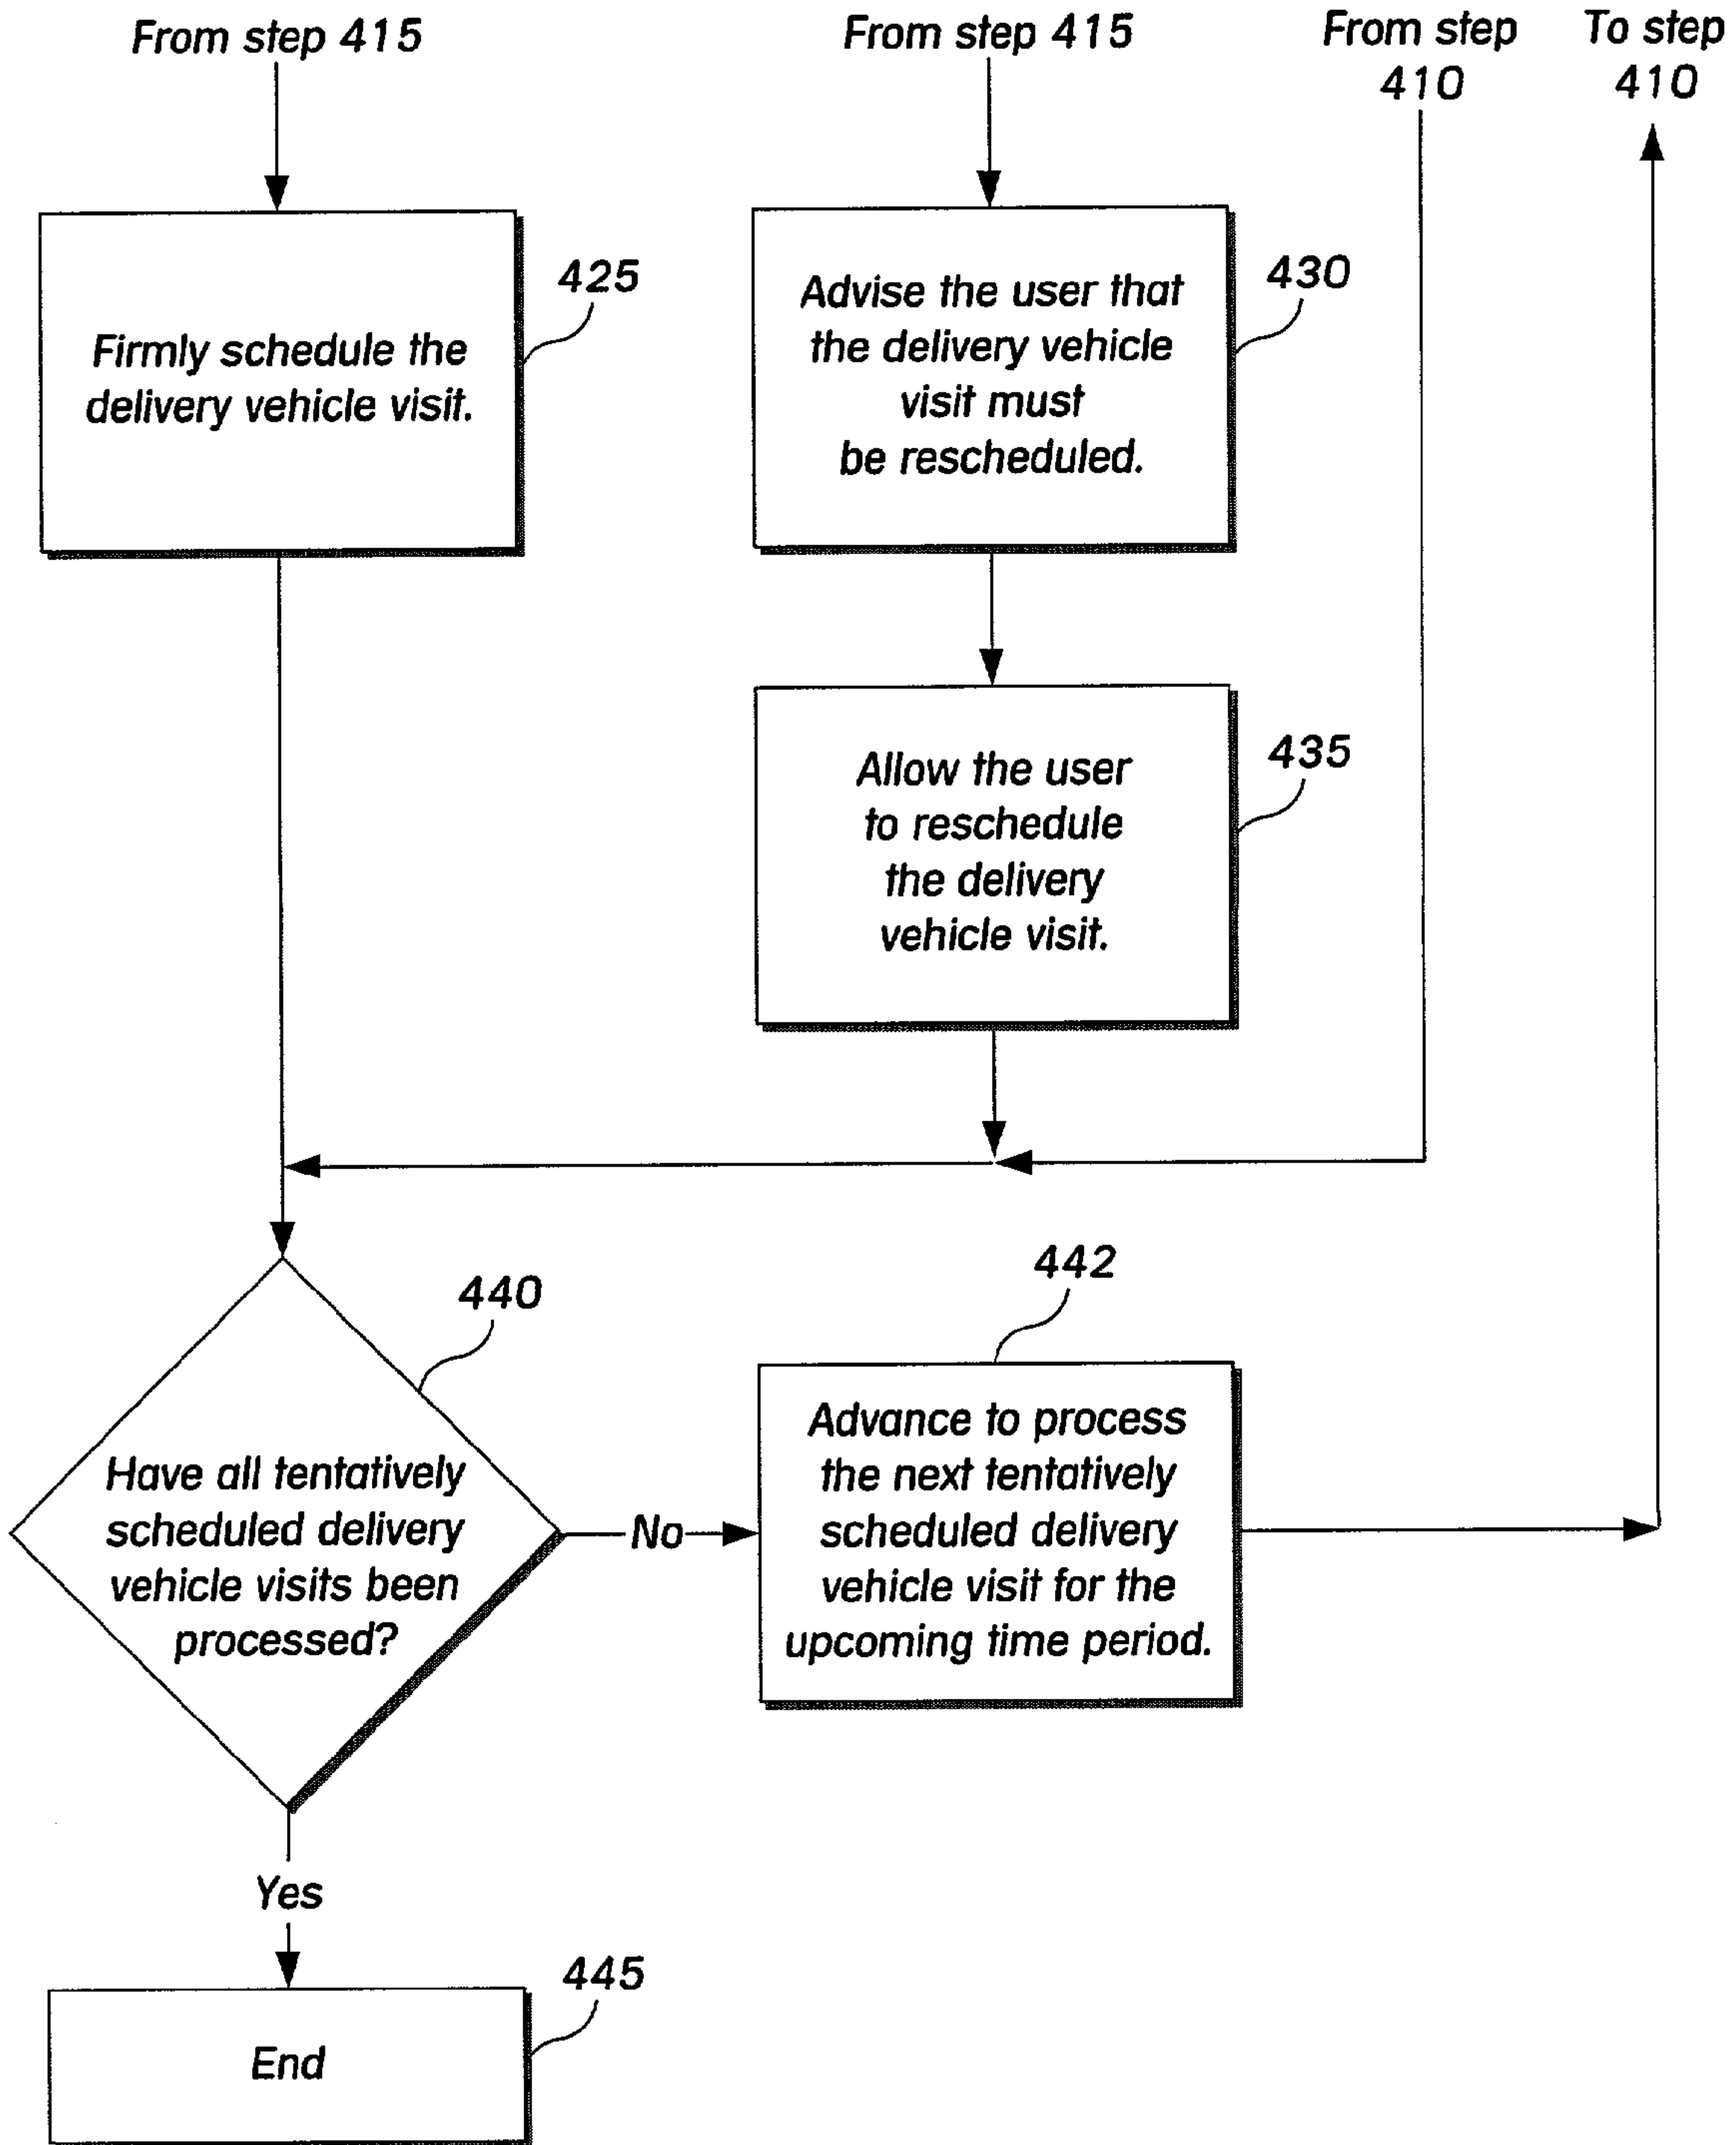 From step 415
From step 415
From step
410
To step
410
Firmly schedule the
delivery vehicle visit.
425
Advise the user that
the delivery vehicle
visit must
be rescheduled.
430
Allow the user
to reschedule
the delivery
vehicle visit.
435
Have all tentatively
scheduled delivery
vehicle visits been
processed?
440
No
442
Advance to process
the next tentatively
scheduled delivery
vehicle visit for the
upcoming time period.
Yes
End
445